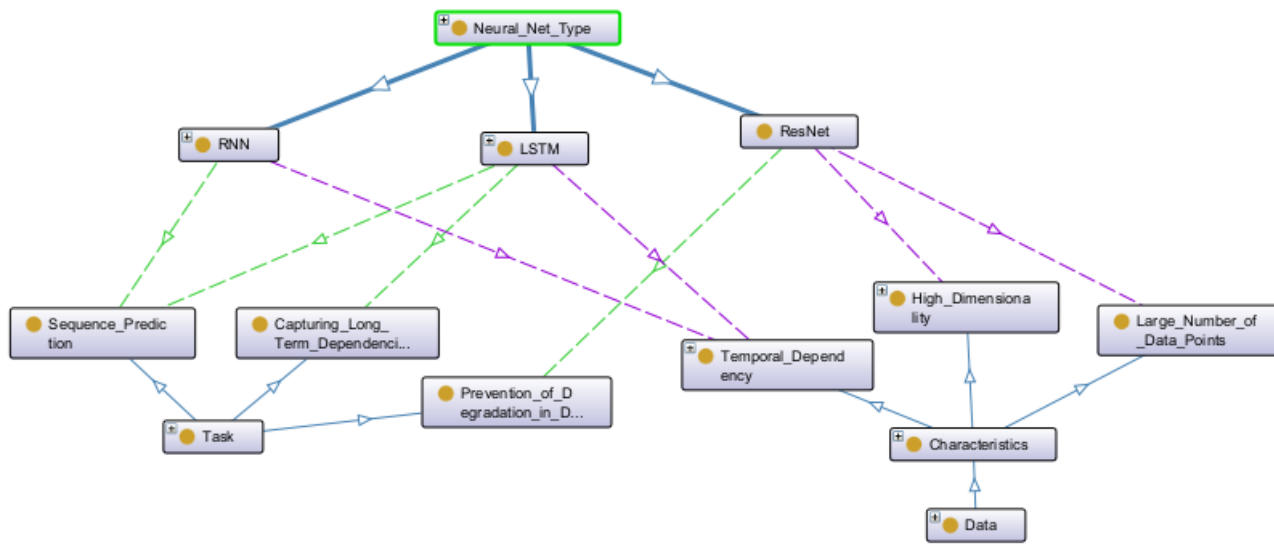 Neural_Net_Type
RNN
LSTM
ResNet
Sequence_Predic
tion
Capturing_Long_
Term_Dependenci...
Prevention_of_D
egradation_in_D...
Temporal_Depend
ency
High_Dimensiona
lity
Large_Number_of
_Data_Points
Task
Characteristics
Data